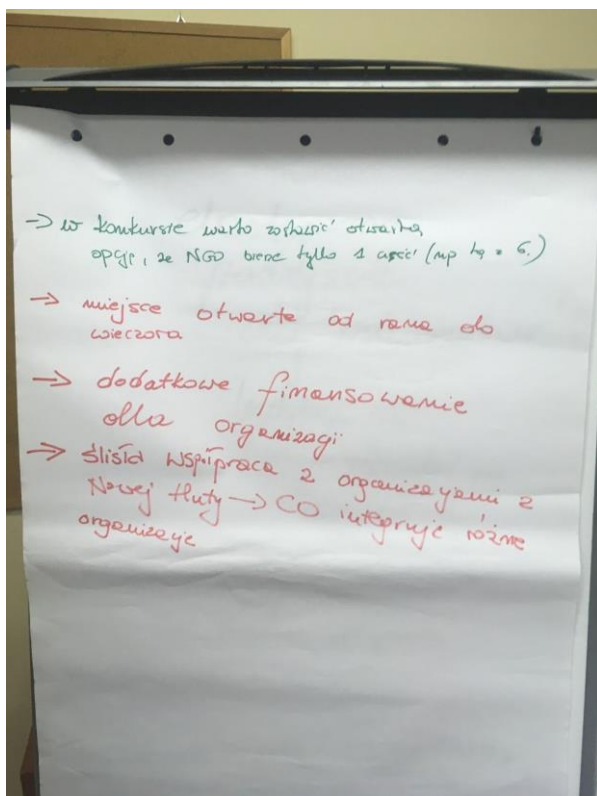 → w konkursie warto zostawić otwartą
opcję, że NGO bierze tylko 1 część (np
→ miejsce otwarte od rana do
wieczora
→ dodatkowe finansowanie
dla organizacji
→ ślisła współpraca z organizacjami z
Nowej Huty → CO integruje różne
organizacje